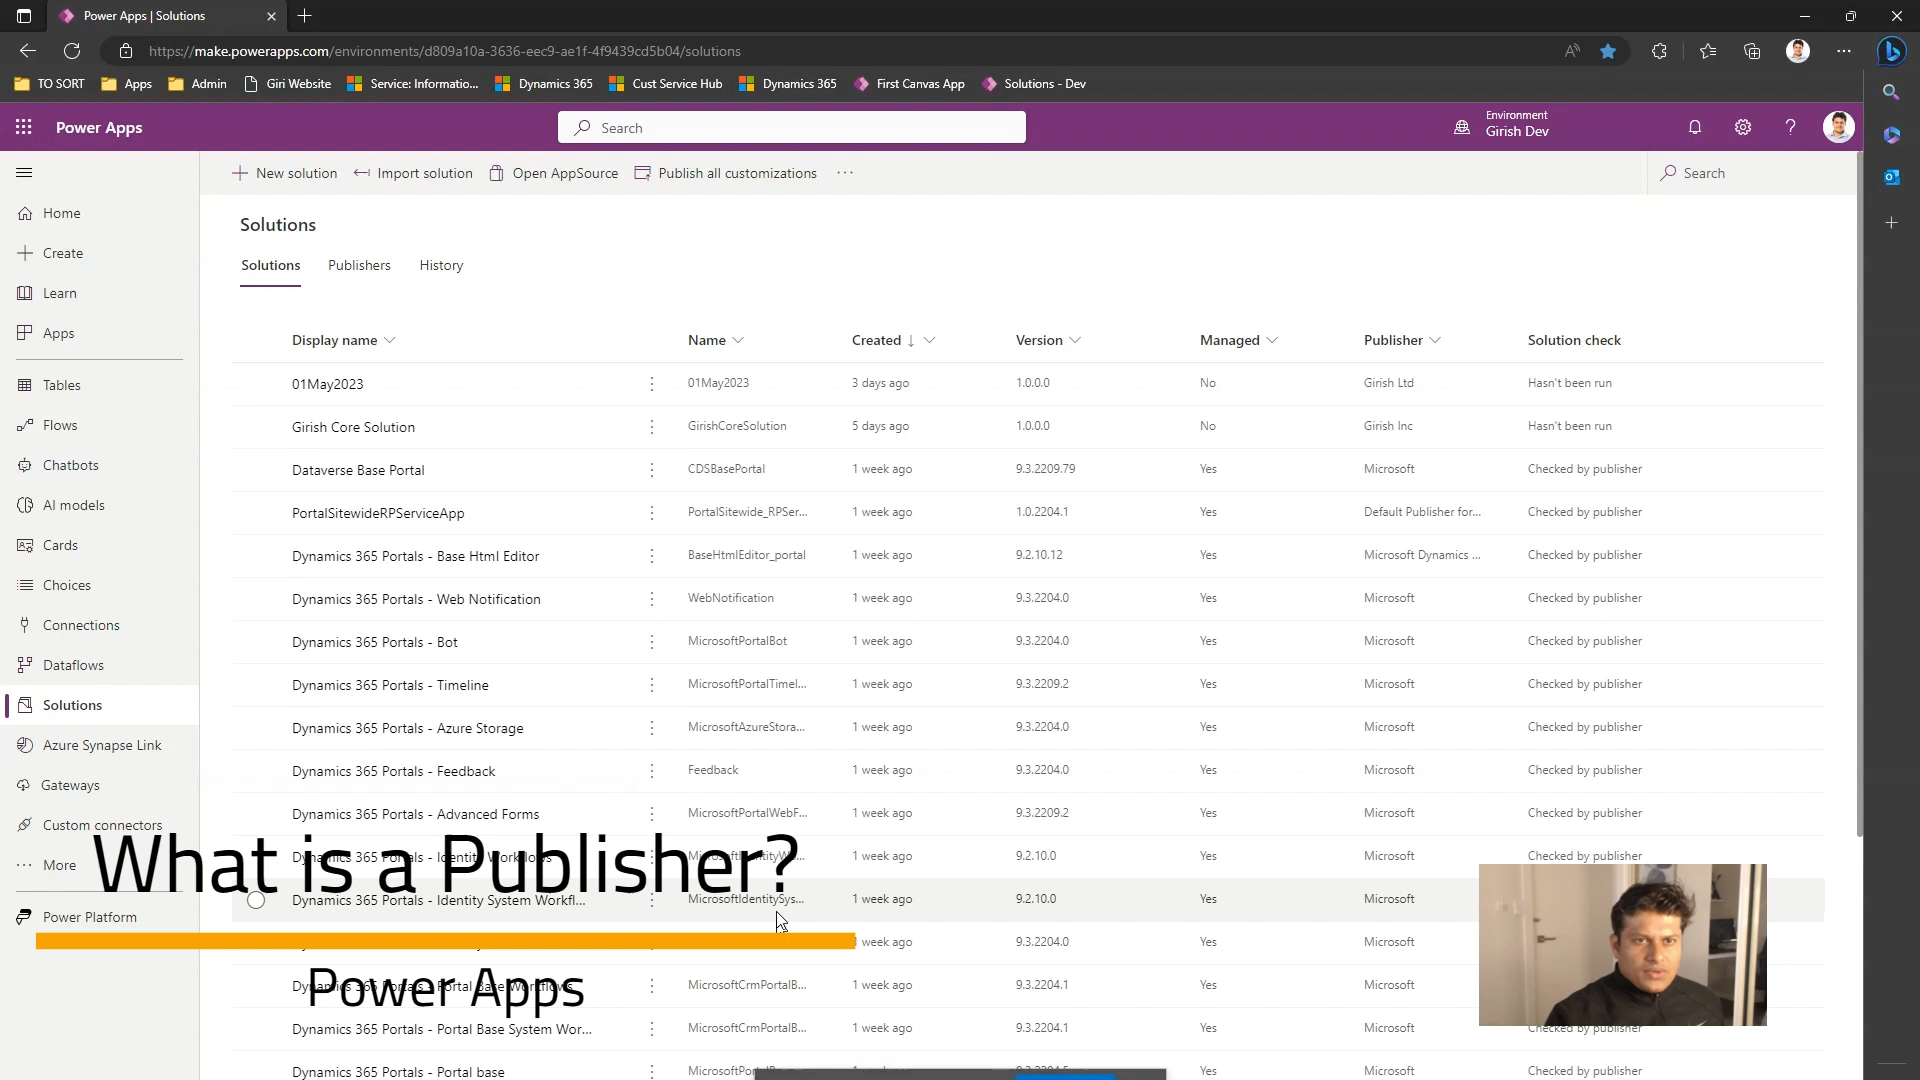 Power Apps | Solutions
https://make.powerapps.com/environments/d809a10a-3636-eec9-ae1f-4f9439cd5b04/solutions
TO SORT Apps Admin Giri Website Service: Informatio... Dynamics 365 Cust Service Hub Dynamics 365 First Canvas App Solutions - Dev
Power Apps
Search
Environment
Girish Dev
New solution Import solution Open AppSource Publish all customizations ... Search
Home
Create
Learn
Apps
Tables
Flows
Chatbots
AI models
Cards
Choices
Connections
Dataflows
Solutions
Azure Synapse Link
Gateways
Custom connectors
More
Power Platform
Solutions
Solutions Publishers History
Display name Name Created Version Managed Publisher Solution check
01May2023 01May2023 3 days ago 1.0.0.0 No Girish Ltd Hasn't been run
Girish Core Solution GirishCoreSolution 5 days ago 1.0.0.0 No Girish Inc Hasn't been run
Dataverse Base Portal CDSBasePortal 1 week ago 9.3.2209.79 Yes Microsoft Checked by publisher
PortalSitewideRPServiceApp PortalSitewide_RPSer... 1 week ago 1.0.2204.1 Yes Default Publisher for... Checked by publisher
Dynamics 365 Portals - Base Html Editor BaseHtmlEditor_portal 1 week ago 9.2.10.12 Yes Microsoft Dynamics ... Checked by publisher
Dynamics 365 Portals - Web Notification WebNotification 1 week ago 9.3.2204.0 Yes Microsoft Checked by publisher
Dynamics 365 Portals - Bot MicrosoftPortalBot 1 week ago 9.3.2204.0 Yes Microsoft Checked by publisher
Dynamics 365 Portals - Timeline MicrosoftPortalTimel... 1 week ago 9.3.2209.2 Yes Microsoft Checked by publisher
Dynamics 365 Portals - Azure Storage MicrosoftAzureStora... 1 week ago 9.3.2204.0 Yes Microsoft Checked by publisher
Dynamics 365 Portals - Feedback Feedback 1 week ago 9.3.2204.0 Yes Microsoft Checked by publisher
Dynamics 365 Portals - Advanced Forms MicrosoftPortalWebF... 1 week ago 9.3.2209.2 Yes Microsoft Checked by publisher
Dynamics 365 Portals - Identity Workflows 1 week ago 9.2.10.0 Yes Microsoft Checked by publisher
Dynamics 365 Portals - Identity System Workfl... MicrosoftIdentitySys... 1 week ago 9.2.10.0 Yes Microsoft
week ago 9.3.2204.0 Yes Microsoft
Dynamics 365 Portals - Portal Base Workflows MicrosoftCrmPortalB... 1 week ago 9.3.2204.1 Yes Microsoft
Dynamics 365 Portals - Portal Base System Wor... MicrosoftCrmPortalB... 1 week ago 9.3.2204.1 Yes Microsoft Checked by publisher
Dynamics 365 Portals - Portal base Yes Microsoft Checked by publisher
What is a Publisher?
Power Apps